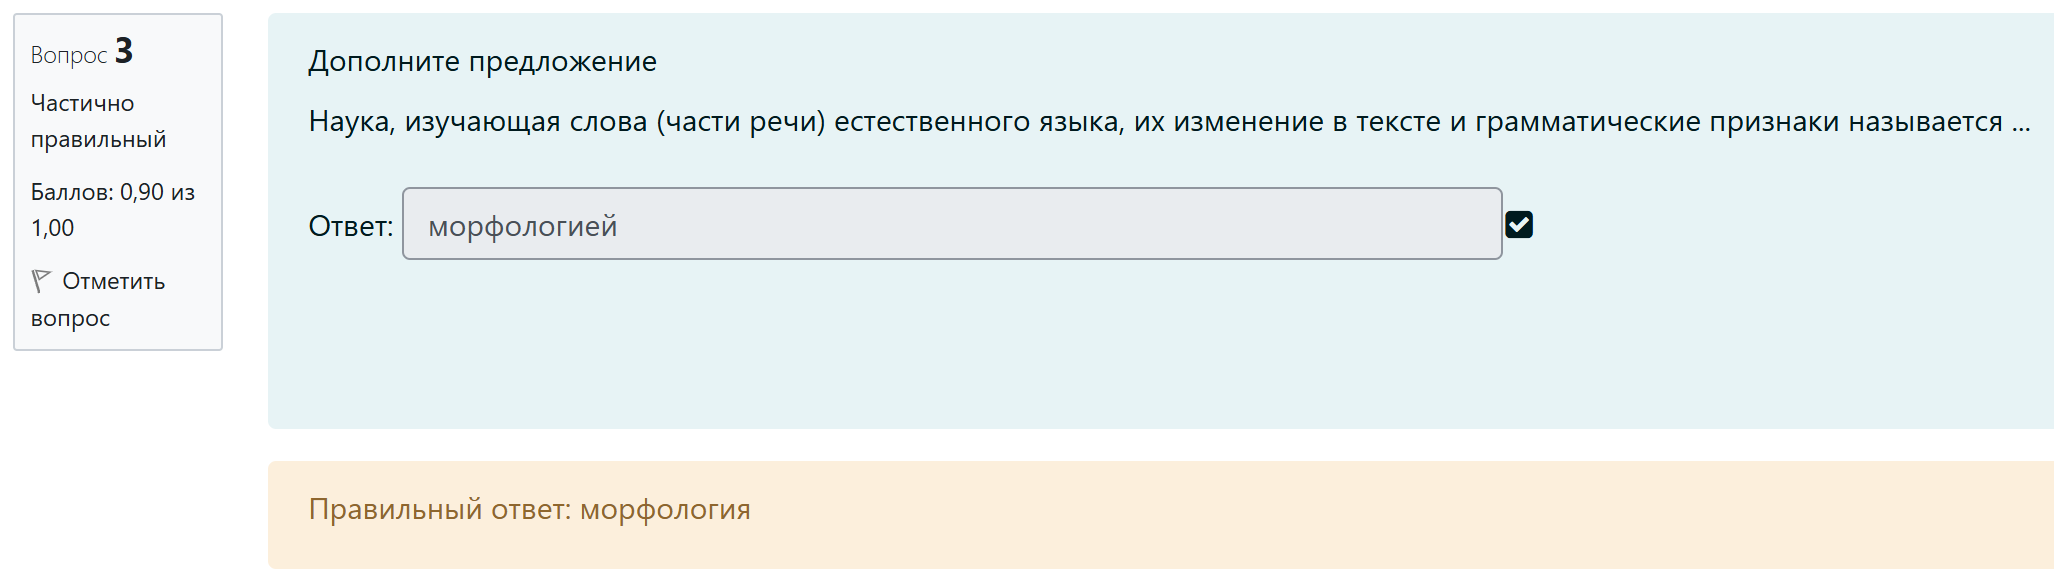 Вопрос 3
Частично
правильный
Баллов: 0,90 из
1,00
Отметить
вопрос
Дополните предложение
Наука, изучающая слова (части речи) естественного языка, их изменение в тексте и грамматические признаки называется ...
Ответ: морфологией
Правильный ответ: морфология